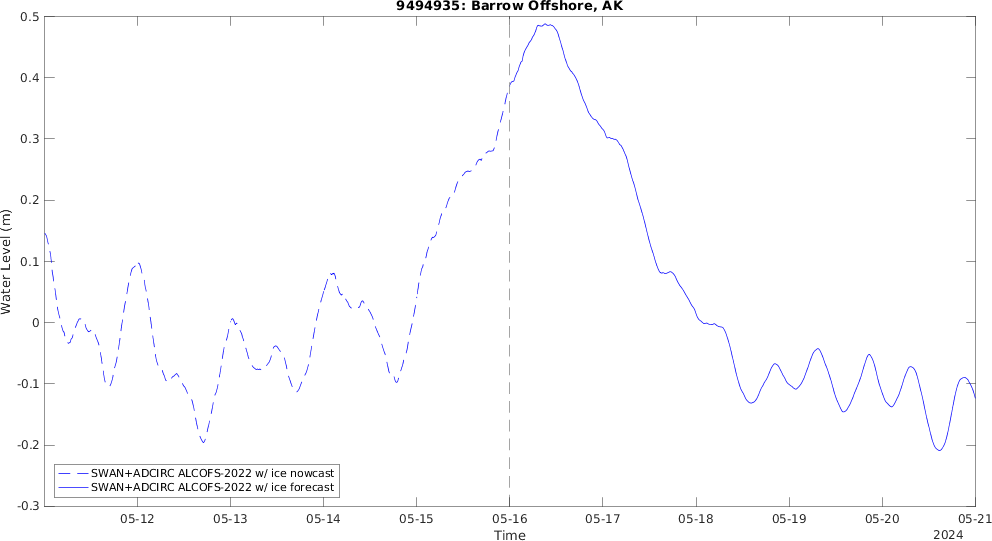 9494935: Barrow Offshore, AK
0.5
0.4
0.3
0.2
0.1
0
-0.1
-0.2
-0.3
Water Level (m)
SWAN+ADCIRC ALCOFS-2022 w/ ice nowcast
SWAN+ADCIRC ALCOFS-2022 w/ ice forecast
05-12 05-13 05-14 05-15 05-16 05-17 05-18 05-19 05-20 05-21
Time
2024